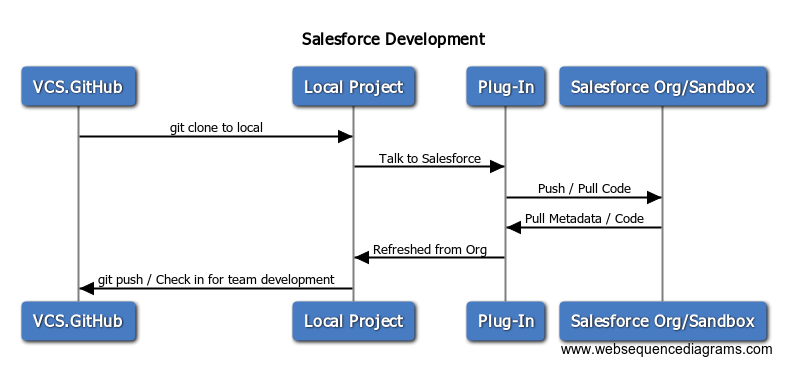 Salesforce Development
VCS.GitHub
Local Project
Plug-In
Salesforce Org/Sandbox
git clone to local
Talk to Salesforce
Push / Pull Code
Pull Metadata / Code
Refreshed from Org
git push / Check in for team development
VCS.GitHub
Local Project
Plug-In
Salesforce Org/Sandbox
www.websequencediagrams.com